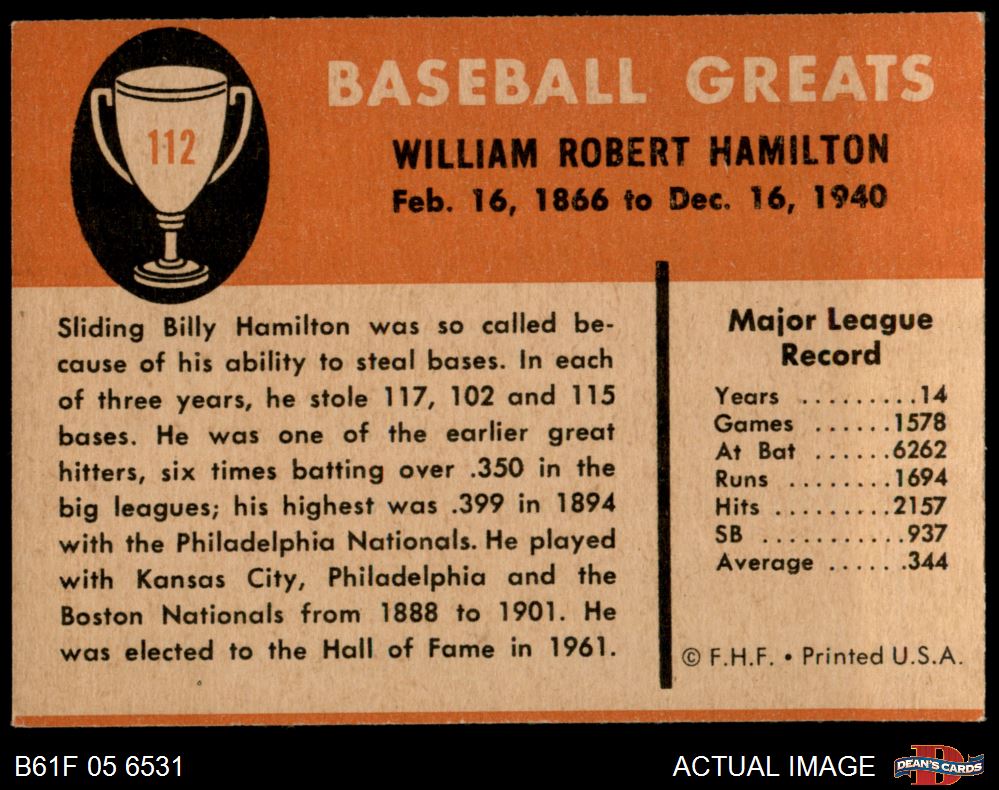 112
BASEBALL GREATS
WILLIAM ROBERT HAMILTON
Feb. 16, 1866 to Dec. 16, 1940
Sliding Billy Hamilton was so called be-
cause of his ability to steal bases. In each
of three years, he stole 117, 102 and 115
bases. He was one of the earlier great
hitters, six times batting over .350 in the
big leagues; his highest was .399 in 1894
with the Philadelphia Nationals. He played
with Kansas City, Philadelphia and the
Boston Nationals from 1888 to 1901. He
was elected to the Hall of Fame in 1961.
Major League
Record
Years .........14
Games ......1578
At Bat ......6262
Runs .........1694
Hits ..........2157
SB ............937
Average ......344
© F.H.F. • Printed U.S.A.
B61F 05 6531
ACTUAL IMAGE
DEAN'S CARDS